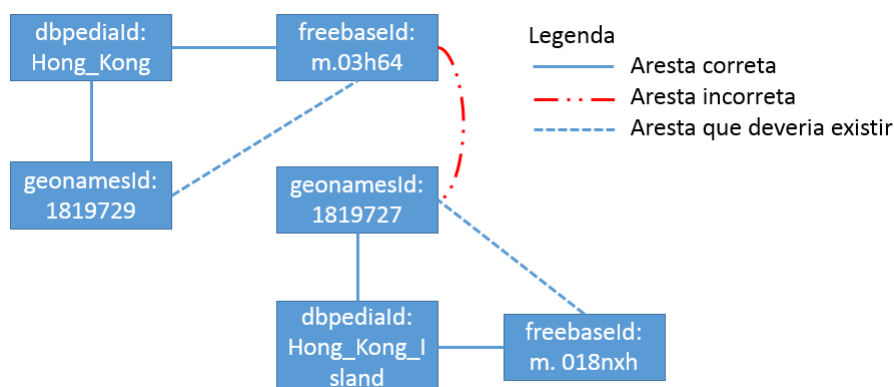 dbpediaId:
Hong_Kong
freebaseId:
m.03h64
Legenda
Aresta correta
Aresta incorreta
Aresta que deveria existir
geonamesId:
1819729
geonamesId:
1819727
dbpediaId:
Hong_Kong_I
sland
freebaseId:
m. 018nxh